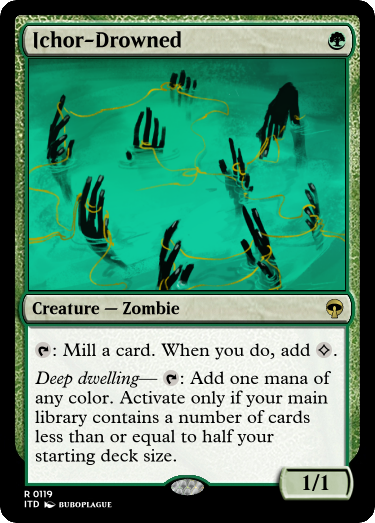 Ichor-Drowned
Creature — Zombie
: Mill a card. When you do, add .
Deep dwelling— : Add one mana of
any color. Activate only if your main
library contains a number of cards
less than or equal to half your
starting deck size.
1/1
R 0119
ITD BUBOPLAGUE